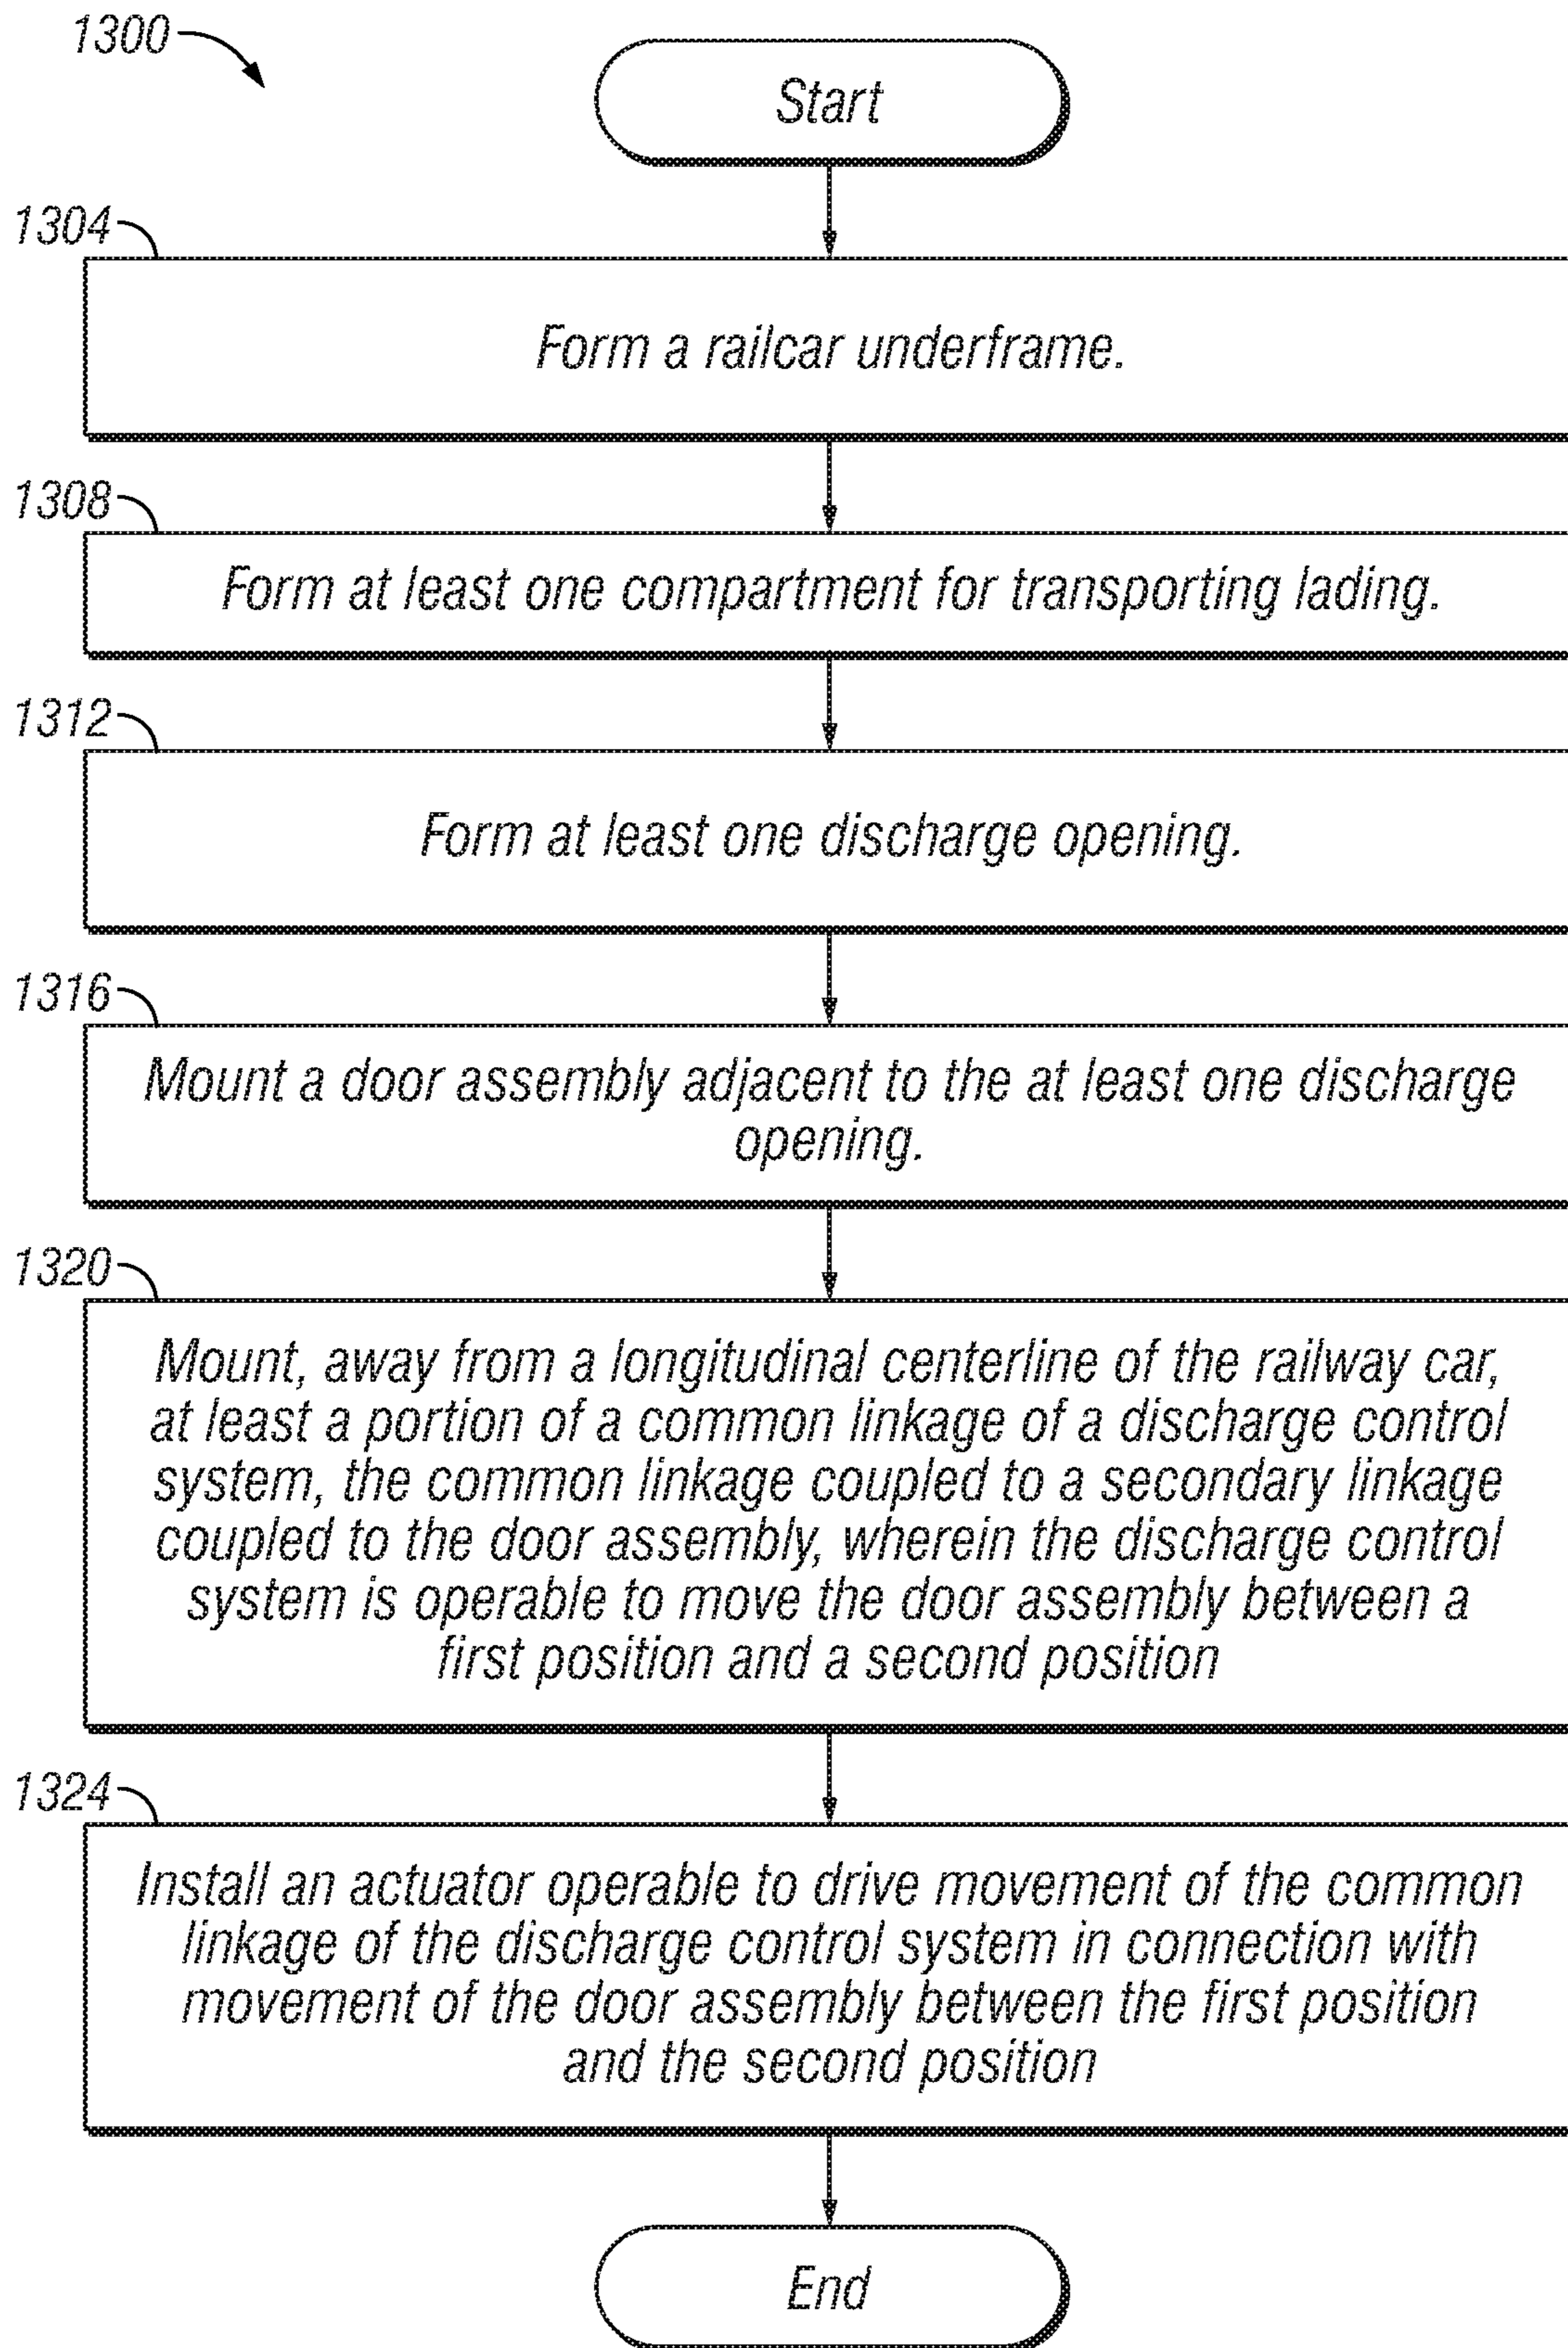 1300
Start
1304
Form a railcar underframe.
1308
Form at least one compartment for transporting lading.
1312
Form at least one discharge opening.
1316
Mount a door assembly adjacent to the at least one discharge
opening.
1320
Mount, away from a longitudinal centerline of the railway car,
at least a portion of a common linkage of a discharge control
system, the common linkage coupled to a secondary linkage
coupled to the door assembly, wherein the discharge control
system is operable to move the door assembly between a
first position and a second position
1324
Install an actuator operable to drive movement of the common
linkage of the discharge control system in connection with
movement of the door assembly between the first position
and the second position
End